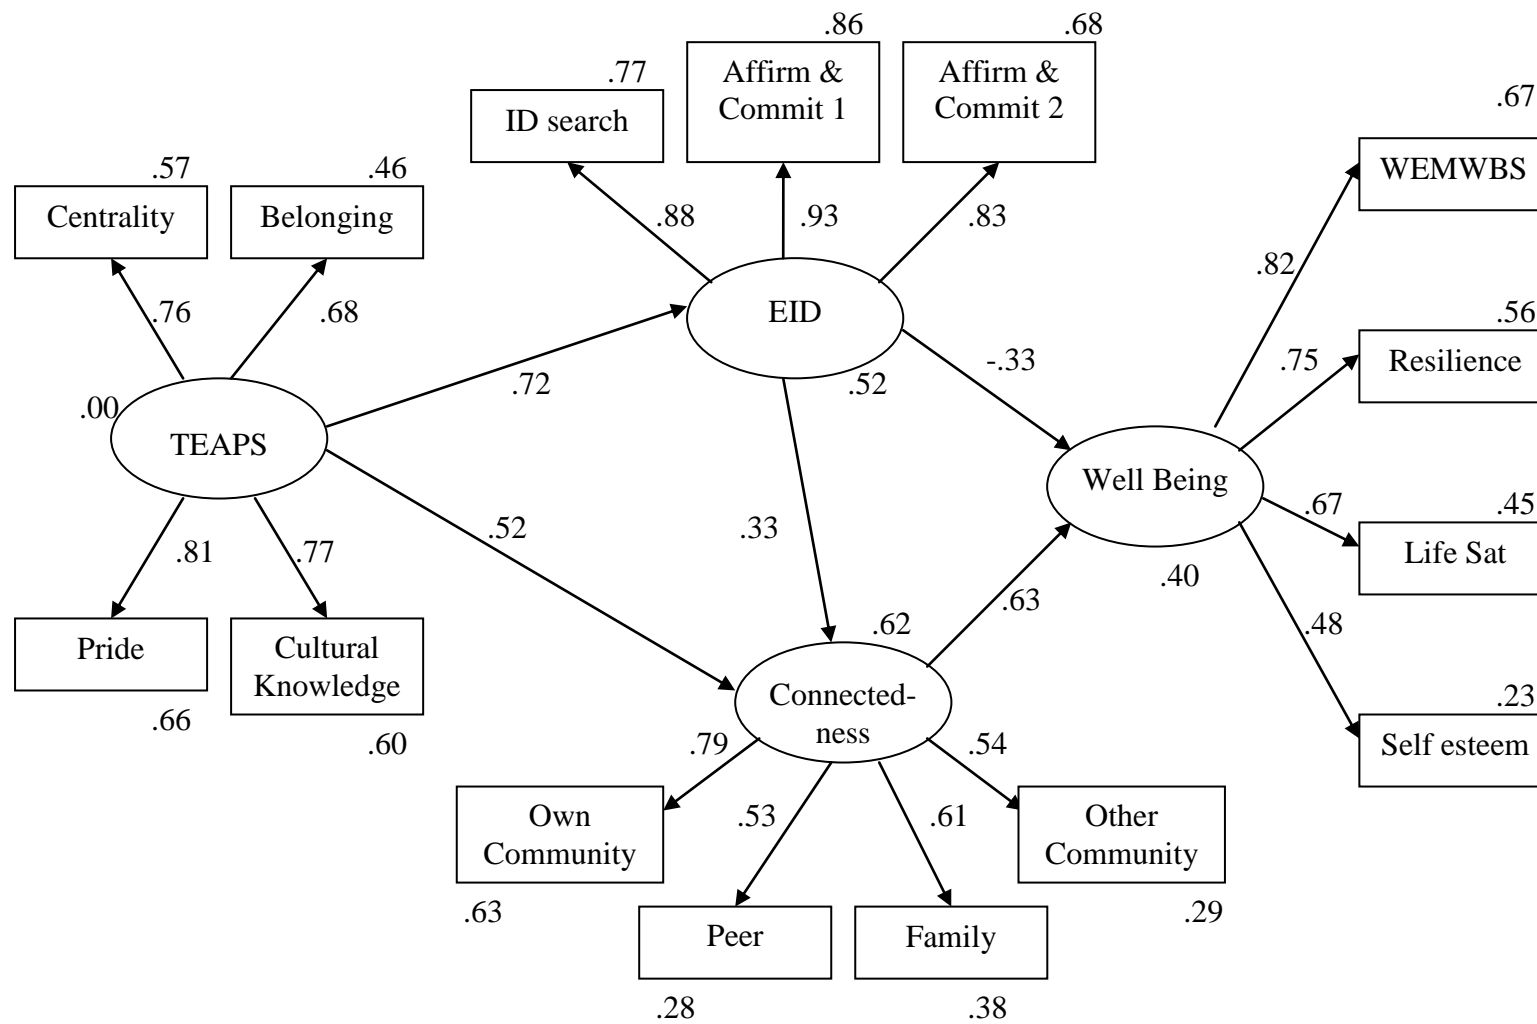 .86
.68
.77
Affirm &
Commit 1
Affirm &
Commit 2
.67
ID search
WEMWBS
.57
.46
Centrality
Belonging
.88
.93
.83
.82
.76
.68
EID
.56
Resilience
-.33
.75
.72
.52
.00
TEAPS
Well Being
.67
.45
Life Sat
.52
.33
.40
.81
.77
.63
.62
.48
Pride
Cultural
Knowledge
.66
.60
Connected-
ness
.23
Self esteem
.79
.54
.53
.61
Own
Community
Other
Community
.63
.29
Peer
Family
.28
.38